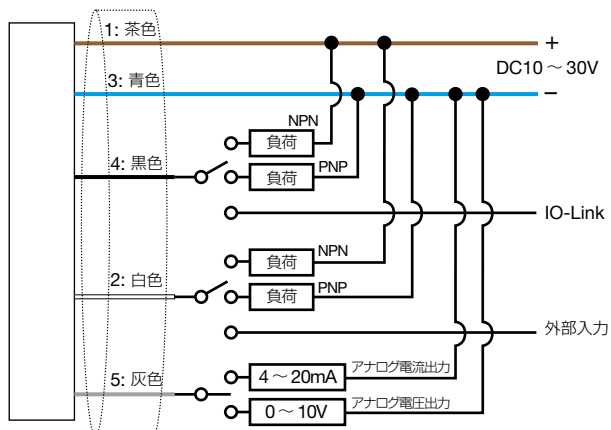 1: 茶色
+
DC10 ～ 30V
3: 青色
−
NPN
負荷
4: 黒色
PNP
負荷
IO-Link
NPN
負荷
2: 白色
PNP
負荷
外部入力
アナログ電流出力
4 ～ 20mA
5: 灰色
アナログ電圧出力
0 ～ 10V